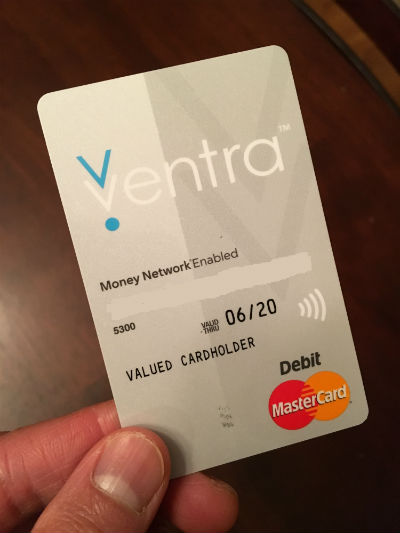 Ventra™
Money Network® Enabled
5300
VALID THRU 06/20
VALUED CARDHOLDER
Debit
MasterCard